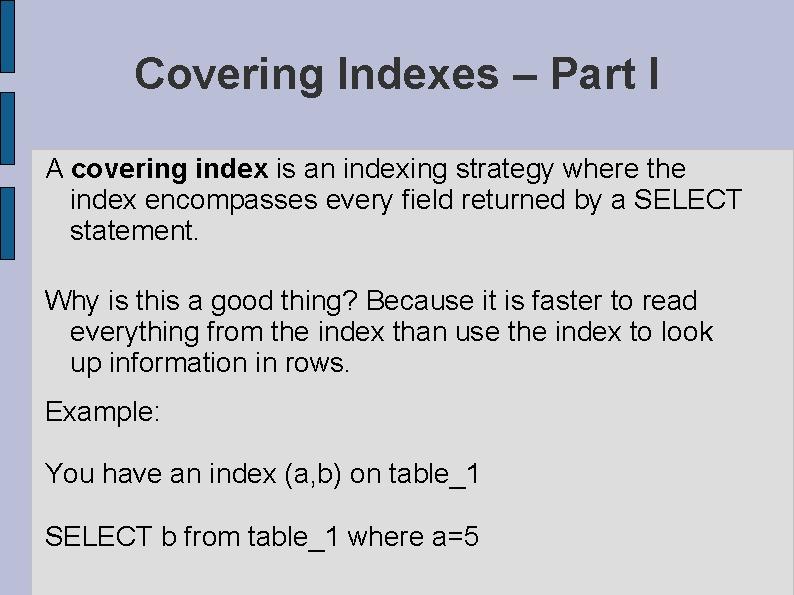 Covering Indexes – Part I
A covering index is an indexing strategy where the
index encompasses every field returned by a SELECT
statement.
Why is this a good thing? Because it is faster to read
everything from the index than use the index to look
up information in rows.
Example:
You have an index (a,b) on table_1
SELECT b from table_1 where a=5